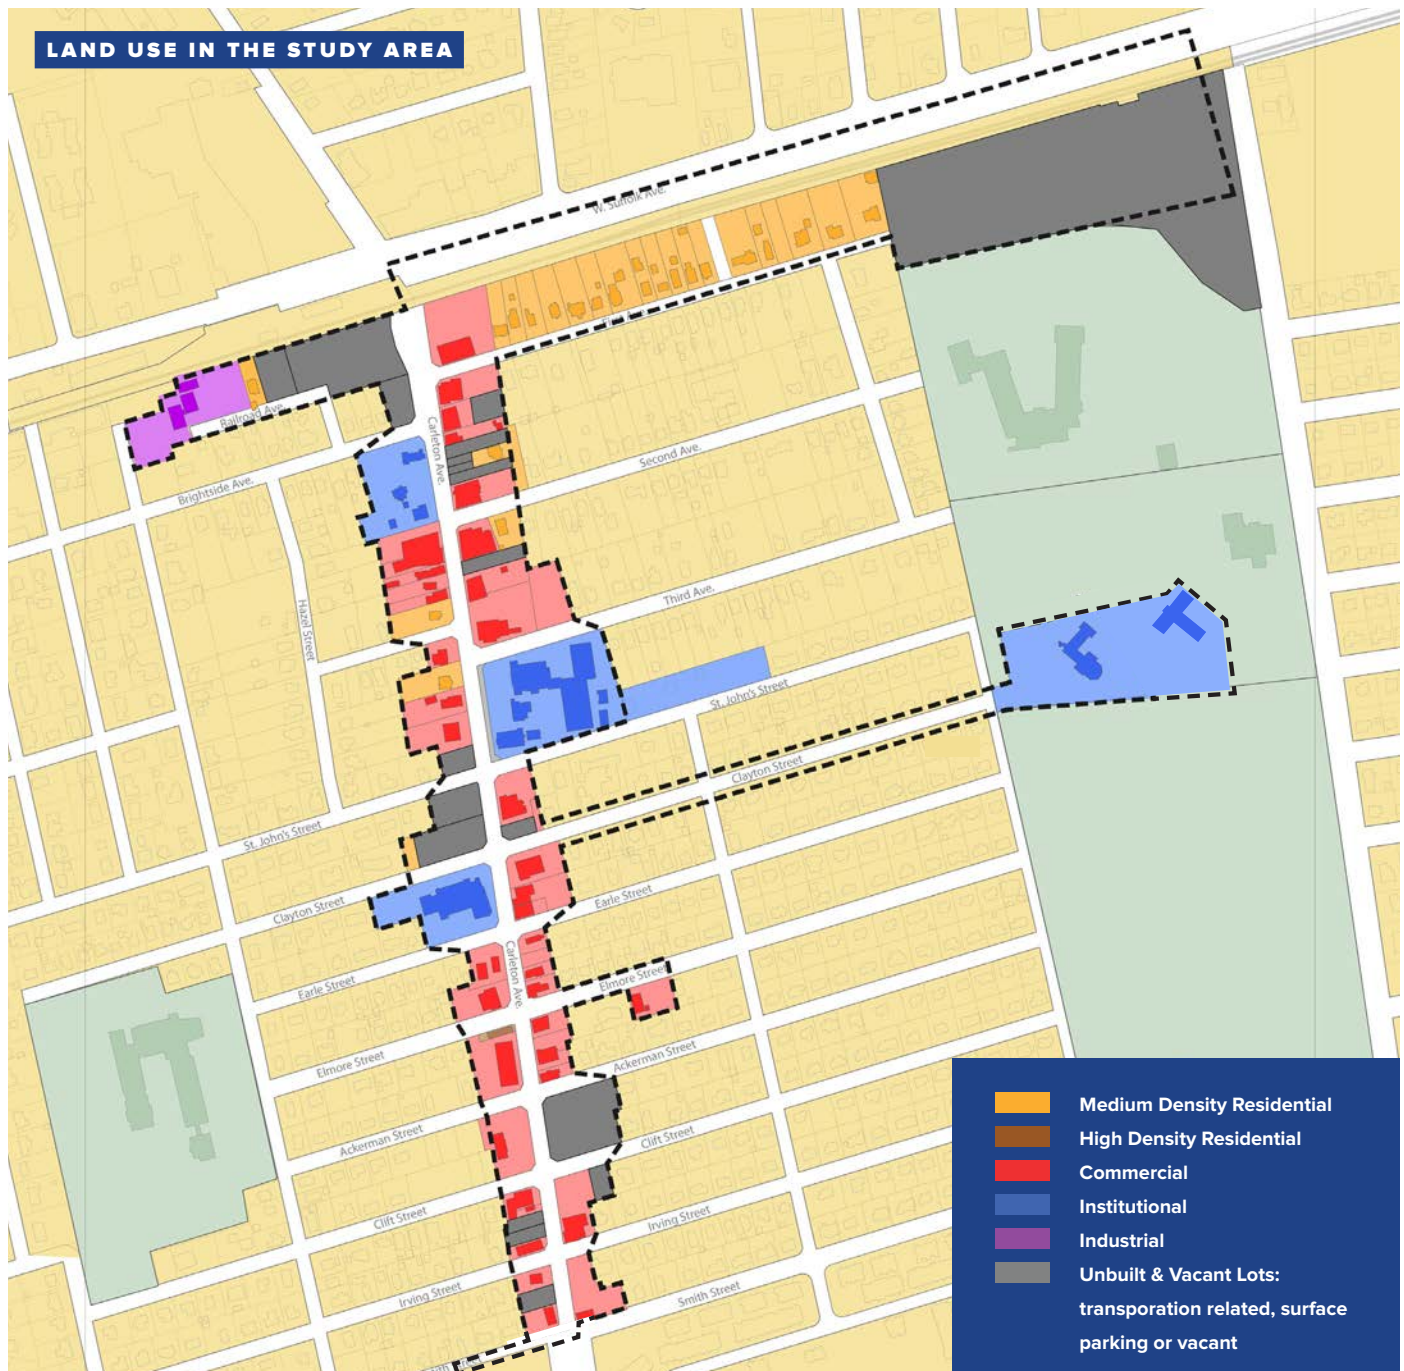 LAND USE IN THE STUDY AREA
W. Suffolk Ave.
First Ave.
Railroad Ave.
Carleton Ave.
Second Ave.
Brightside Ave.
Third Ave.
Hazel Street
St. John's Street
Clayton Street
St. John's Street
Clayton Street
Earle Street
Carleton Ave.
Elmore Street
Earle Street
Elmore Street
Ackerman Street
Ackerman Street
Clift Street
Clift Street
Irving Street
Irving Street
Smith Street
Medium Density Residential
High Density Residential
Commercial
Institutional
Industrial
Unbuilt & Vacant Lots:
transporation related, surface
parking or vacant